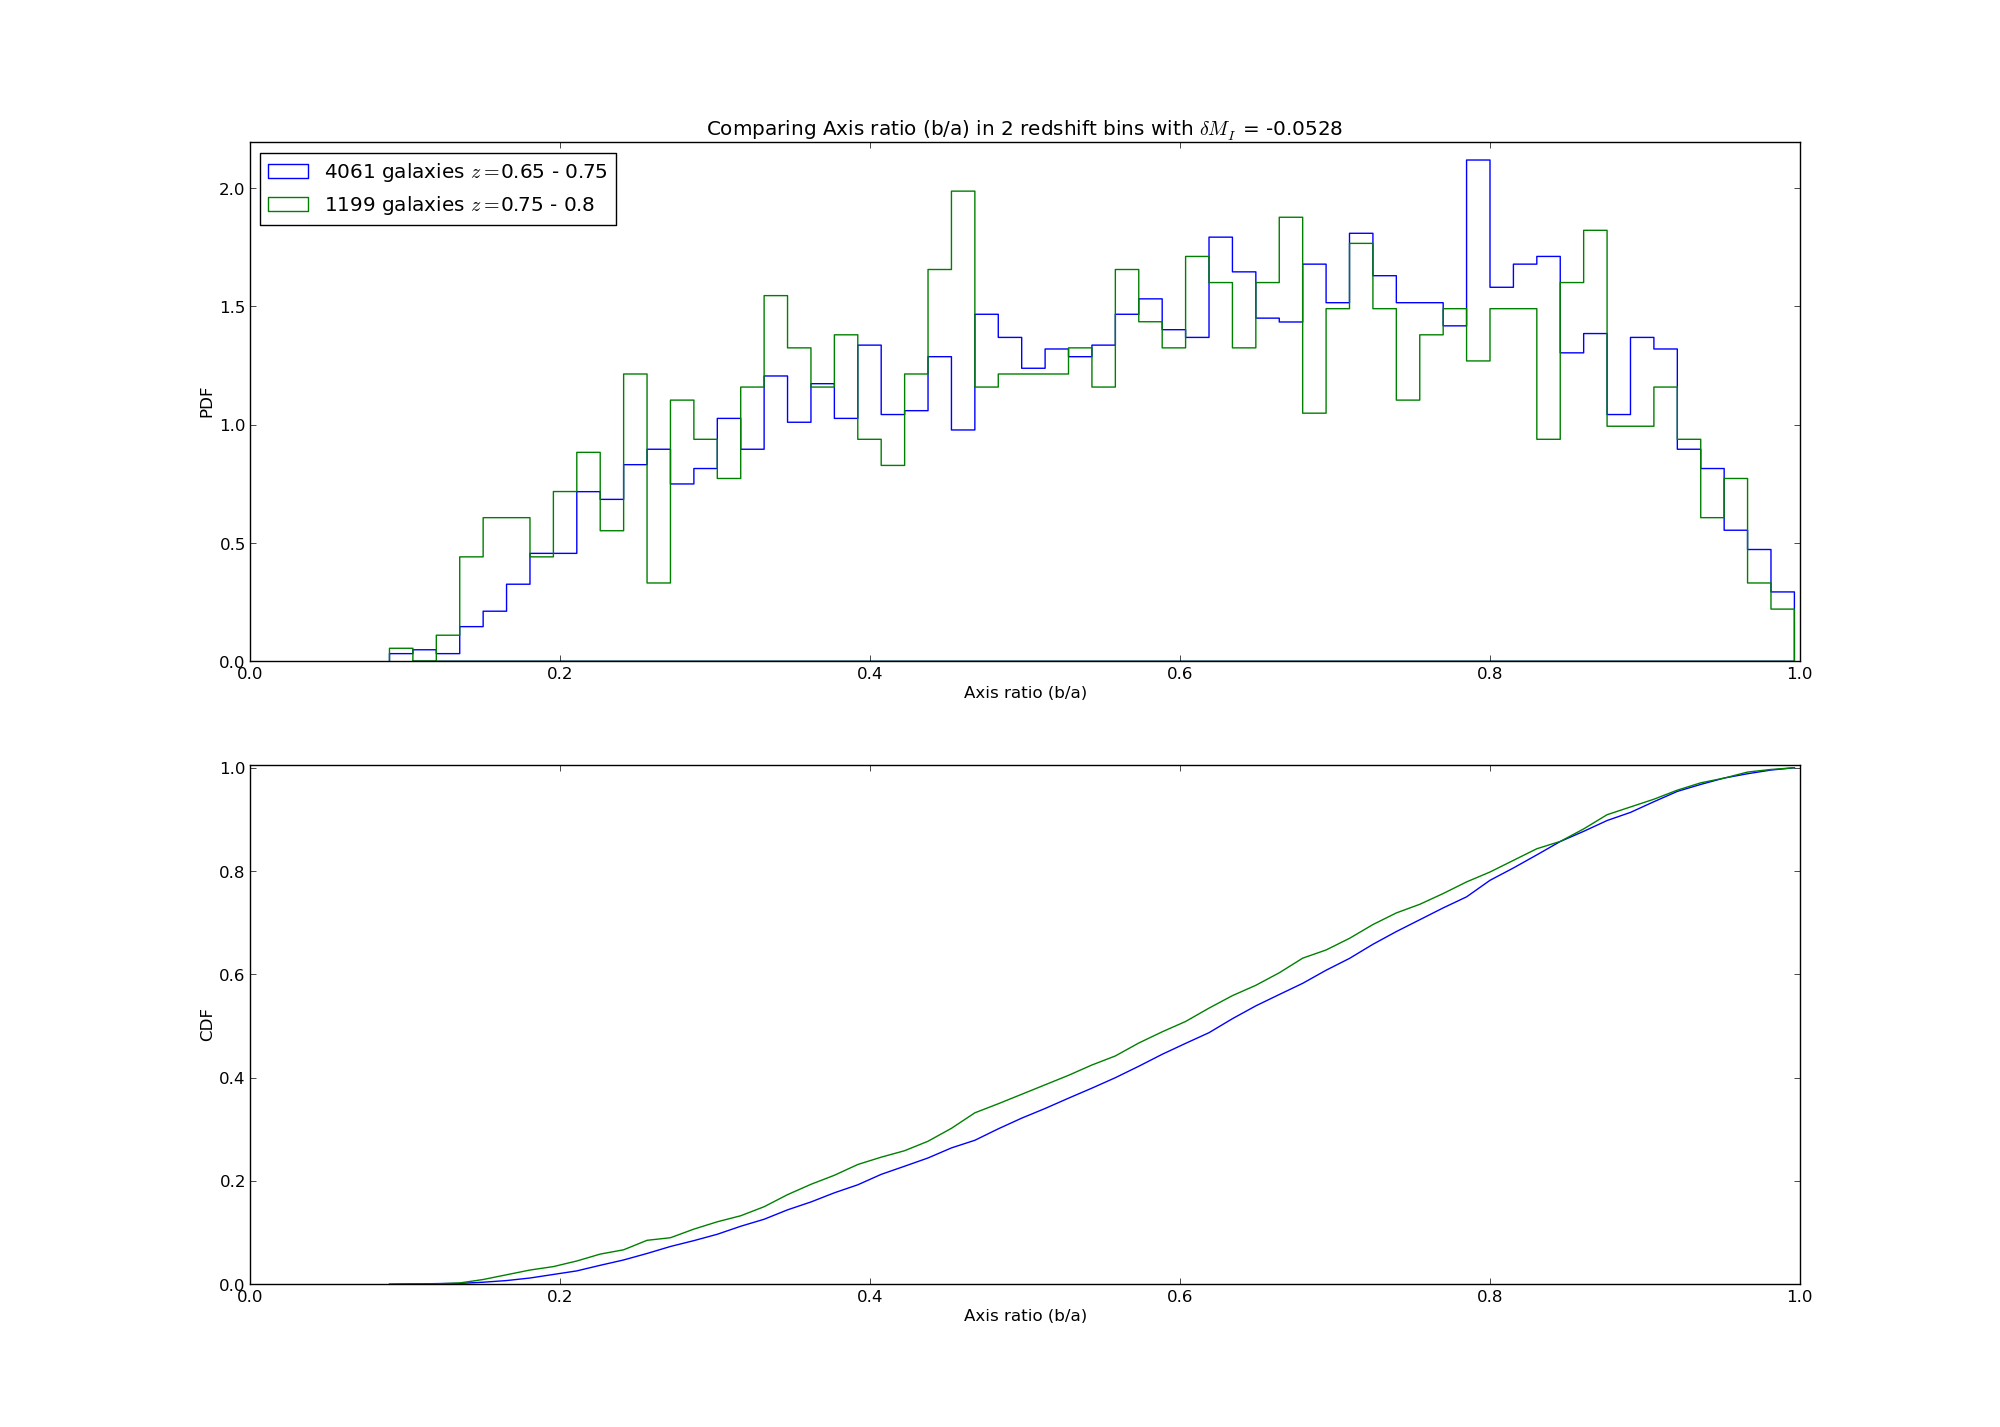 Comparing Axis ratio (b/a) in 2 redshift bins with δM_I = -0.0528
4061 galaxies z=0.65 - 0.75
1199 galaxies z=0.75 - 0.8
2.0
1.5
1.0
0.5
0.0
PDF
0.0 0.2 0.4 0.6 0.8 1.0
Axis ratio (b/a)
1.0
0.8
0.6
0.4
0.2
0.0
CDF
0.0 0.2 0.4 0.6 0.8 1.0
Axis ratio (b/a)